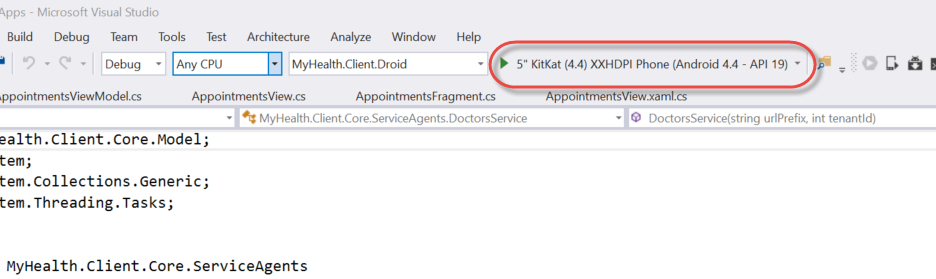 Apps - Microsoft Visual Studio
Build Debug Team Tools Test Architecture Analyze Window Help
Debug Any CPU MyHealth.Client.Droid 5" KitKat (4.4) XXHDPI Phone (Android 4.4 - API 19)
AppointmentsViewModel.cs AppointmentsView.cs AppointmentsFragment.cs AppointmentsView.xaml.cs
MyHealth.Client.Core.ServiceAgents.DoctorsService DoctorsService(string urlPrefix, int tenantId)
ealth.Client.Core.Model;
tem;
tem.Collections.Generic;
tem.Threading.Tasks;
MyHealth.Client.Core.ServiceAgents